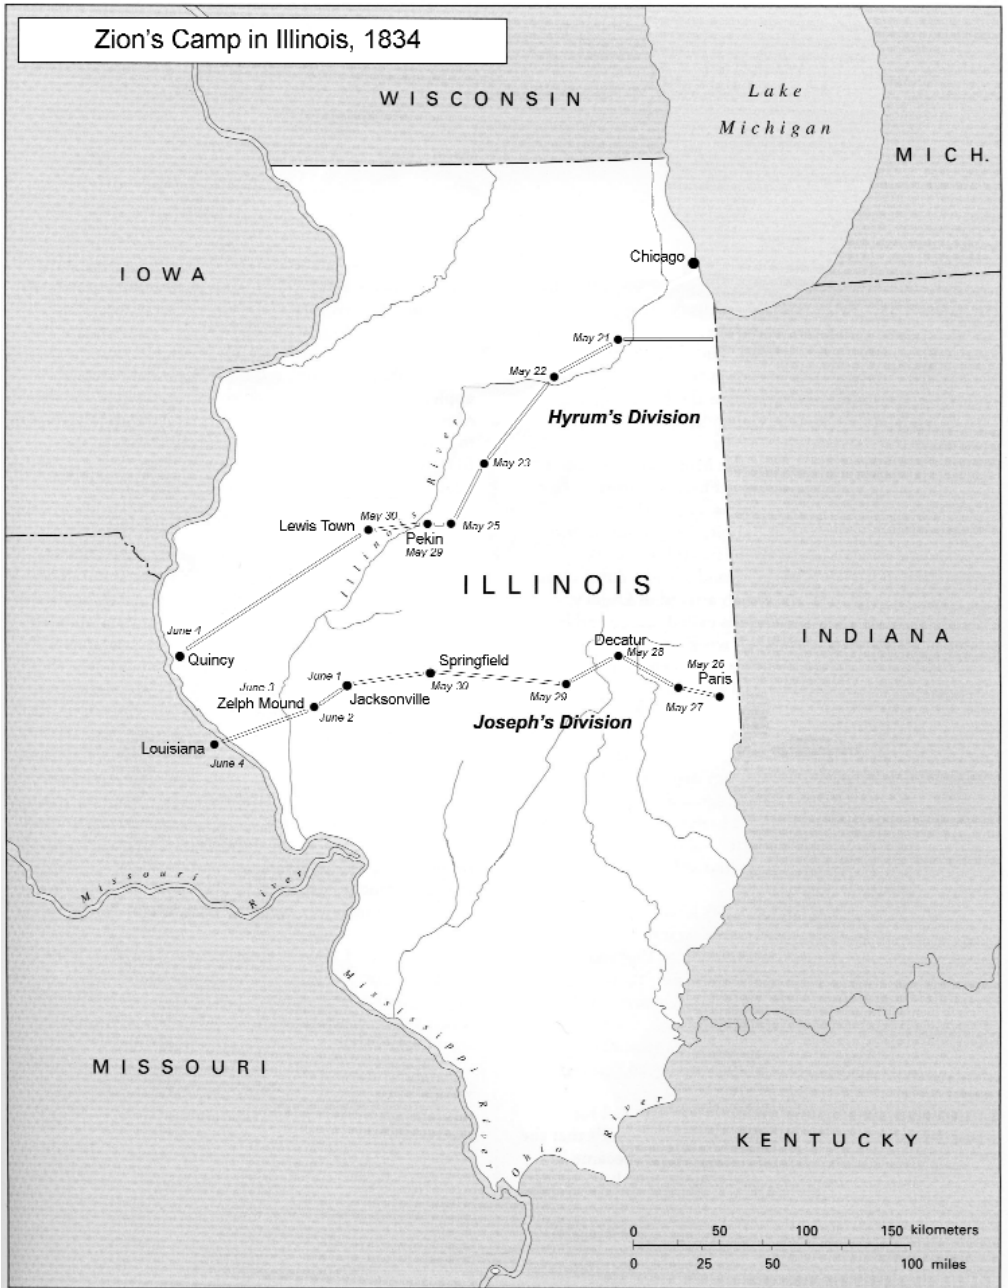 Zion's Camp in Illinois, 1834
WISCONSIN
Lake
Michigan
MICH.
IOWA
Chicago
May 21
May 22
Hyrum's Division
River
May 23
May 30
Lewis Town
May 25
Pekin
May 29
Illinois
ILLINOIS
June 4
Quincy
INDIANA
Decatur
May 28
Springfield
May 26
Paris
June 1
June 3
May 30
May 29
May 27
Jacksonville
Zelph Mound
June 2
Joseph's Division
Louisiana
June 4
Missouri
River
Mississippi
River
MISSOURI
Ohio
River
KENTUCKY
0 50 100 150 kilometers
0 25 50 100 miles